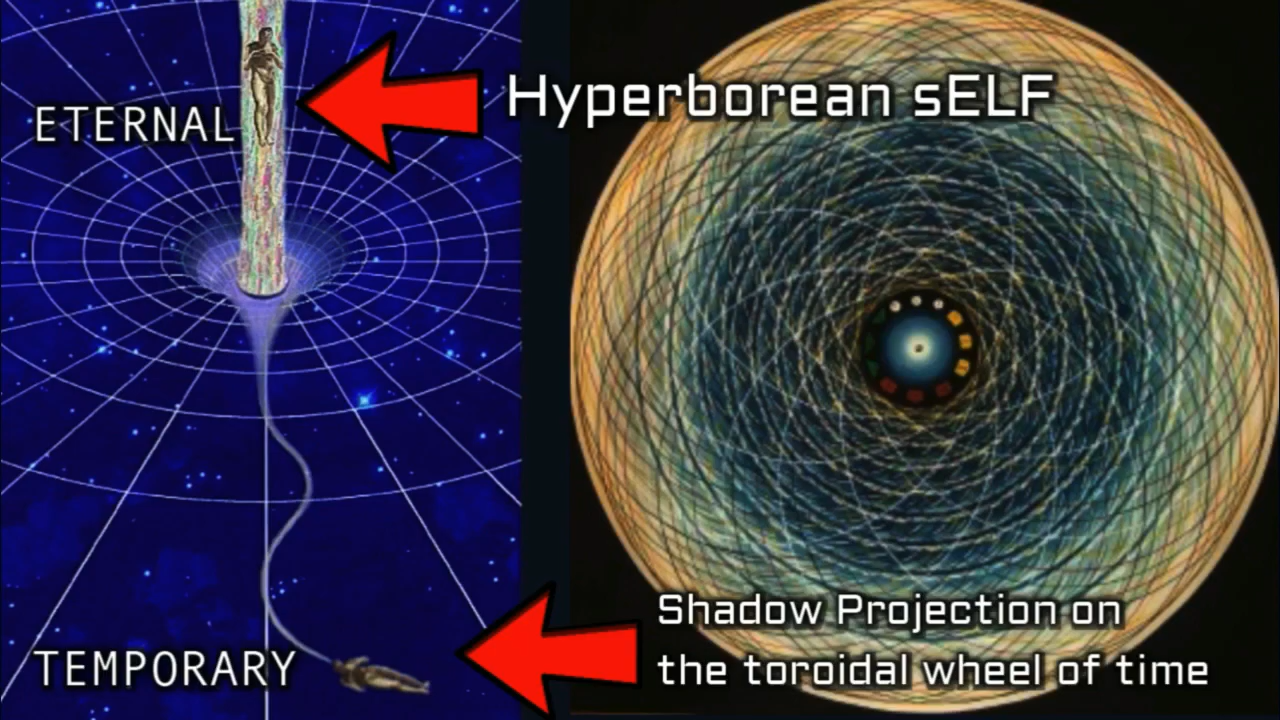 Hyperborean sELF
ETERNAL
Shadow Projection on
the toroidal wheel of time
TEMPORARY